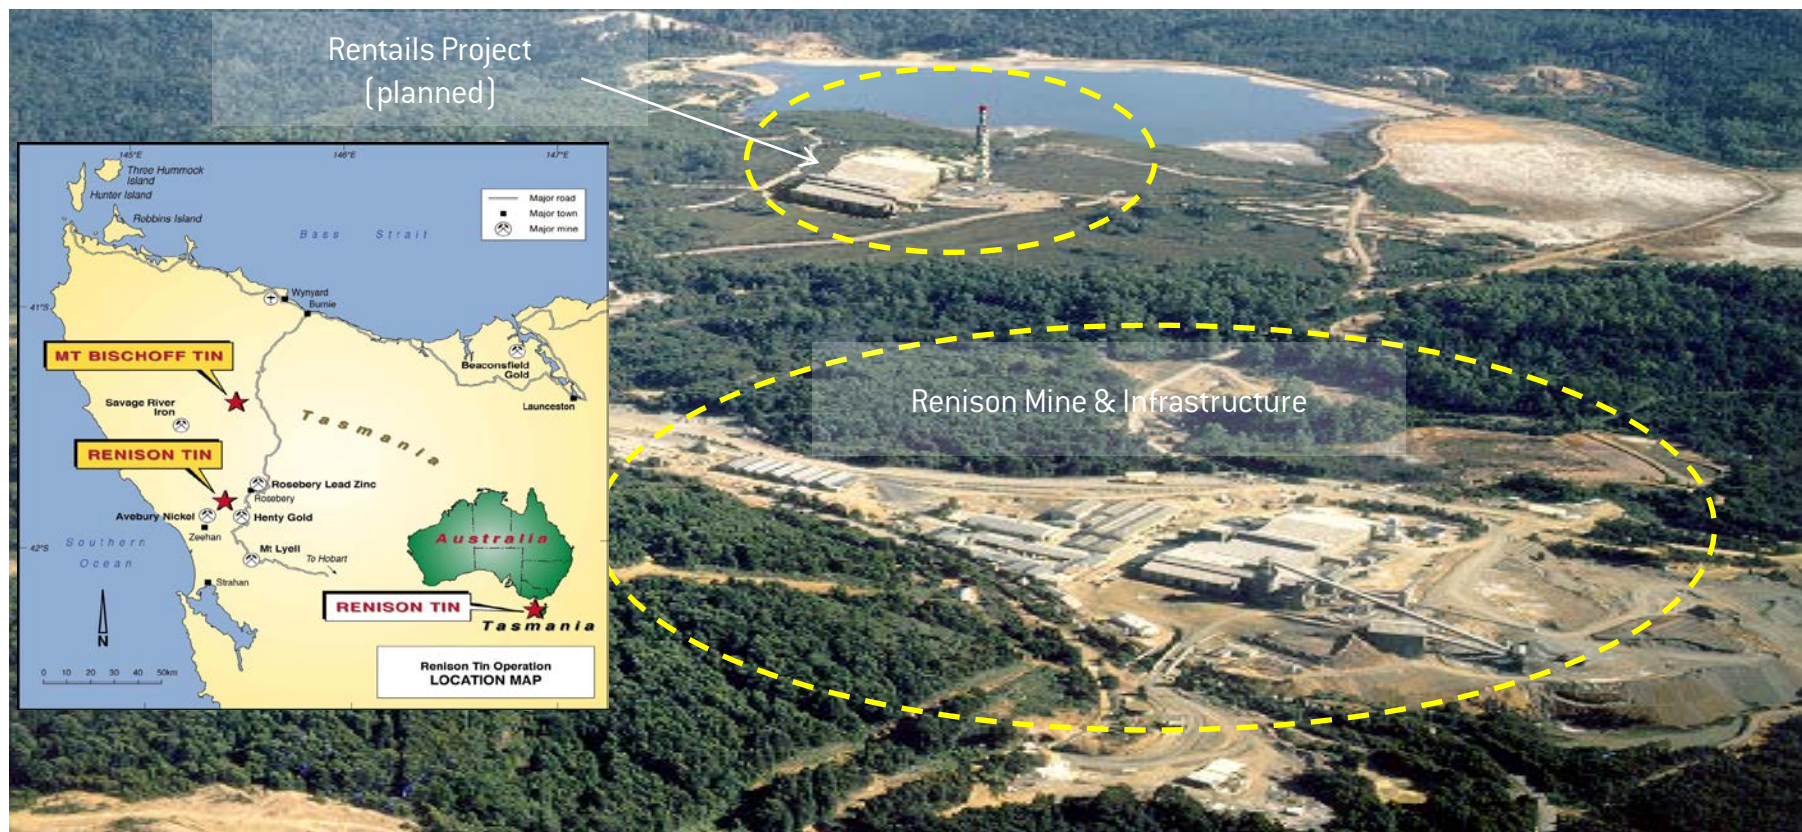 Rentails Project
(planned)
Renison Mine & Infrastructure
145°E
146°E
147°E
Three Hummock
Island
Hunter Island
Robbins Island
Bass Strait
Major road
Major town
Major mine
41°S
Wynyard
Burnie
MT BISCHOFF TIN
Beaconsfield
Gold
Launceston
Savage River
Iron
Tasmania
RENISON TIN
Rosebery Lead Zinc
Rosebery
Avebury Nickel
Henty Gold
Zeehan
Southern
Ocean
42°S
Mt Lyell
To Hobart
Strahan
Australia
RENISON TIN
Tasmania
N
0 10 20 30 40 50km
Renison Tin Operation
LOCATION MAP